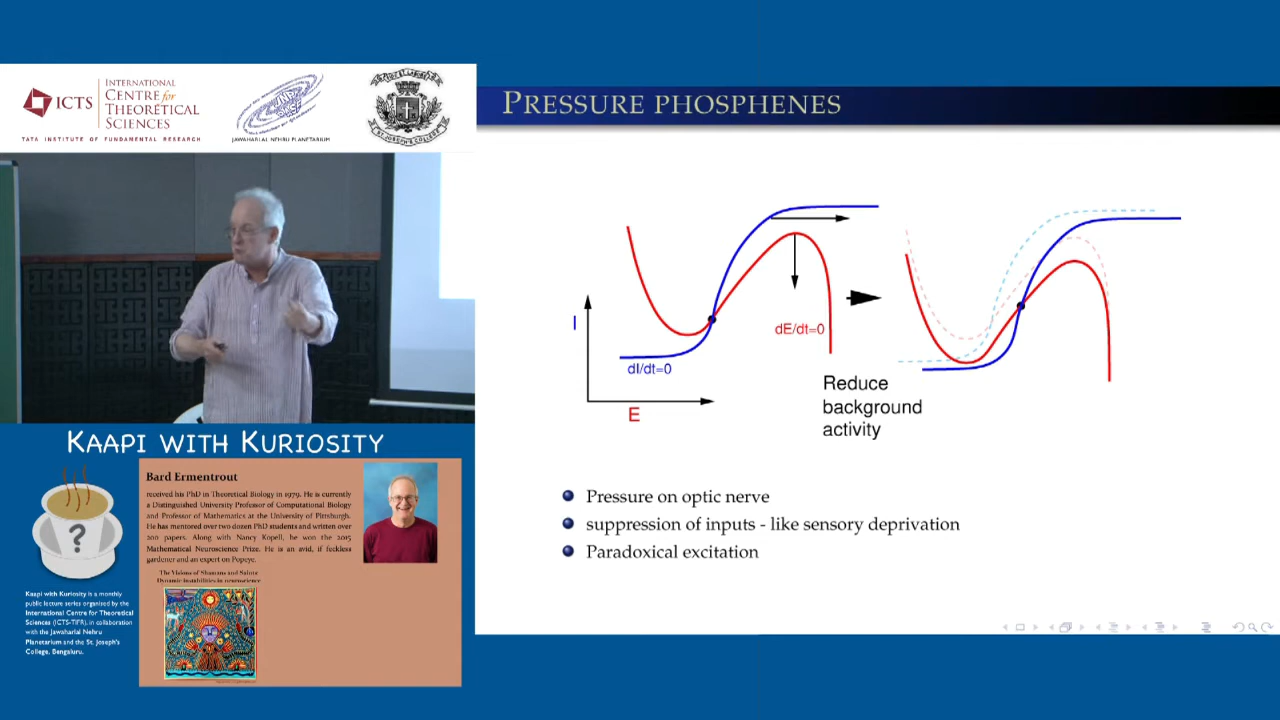 INTERNATIONAL
CENTRE for
THEORETICAL
SCIENCES
ICTS
TATA INSTITUTE OF FUNDAMENTAL RESEARCH
JAWAHARLAL NEHRU PLANETARIUM
PRESSURE PHOSPHENES
I
dI/dt=0
dE/dt=0
E
Reduce
background
activity
Pressure on optic nerve
suppression of inputs - like sensory deprivation
Paradoxical excitation
KAAPI WITH KURIOSITY
?
Kaapi with Kuriosity is a monthly
public lecture series organised by the
International Centre for Theoretical
Sciences (ICTS-TIFR), in collaboration
with the Jawaharlal Nehru
Planetarium and the St. Joseph's
College, Bengaluru.
Bard Ermentrout
received his PhD in Theoretical Biology in 1979. He is currently
a Distinguished University Professor of Computational Biology
and Professor of Mathematics at the University of Pittsburgh.
He has mentored over two dozen PhD students and written over
200 papers. Along with Nancy Kopell, he won the 2015
Mathematical Neuroscience Prize. He is an avid, if feckless
gardener and an expert on Popeye.
The Visions of Shamans and Saints
Dynamic instabilities in neuroscience